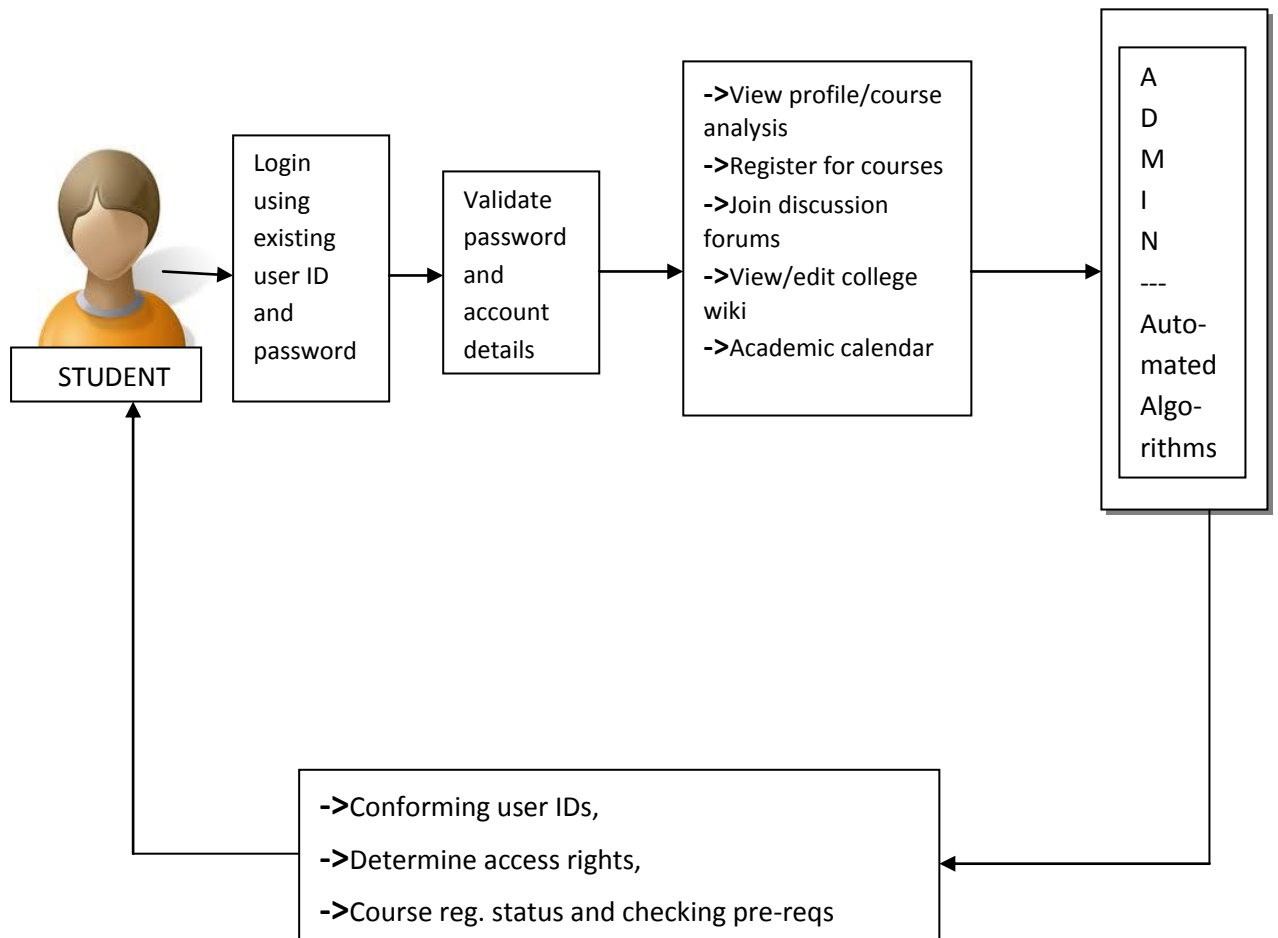 STUDENT
Login
using
existing
user ID
and
password
Validate
password
and
account
details
->View profile/course
analysis
->Register for courses
->Join discussion
forums
->View/edit college
wiki
->Academic calendar
A
D
M
I
N
---
Auto-
mated
Algo-
rithms
->Conforming user IDs,
->Determine access rights,
->Course reg. status and checking pre-reqs